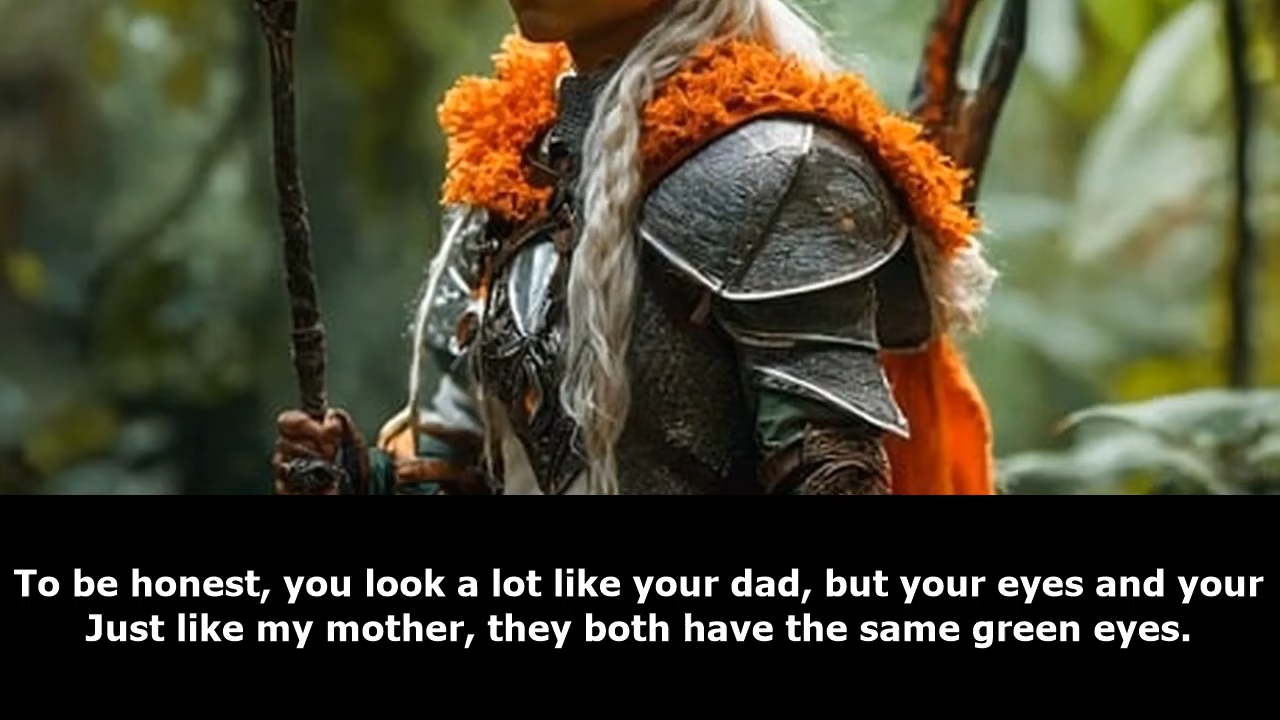 To be honest, you look a lot like your dad, but your eyes and your
Just like my mother, they both have the same green eyes.